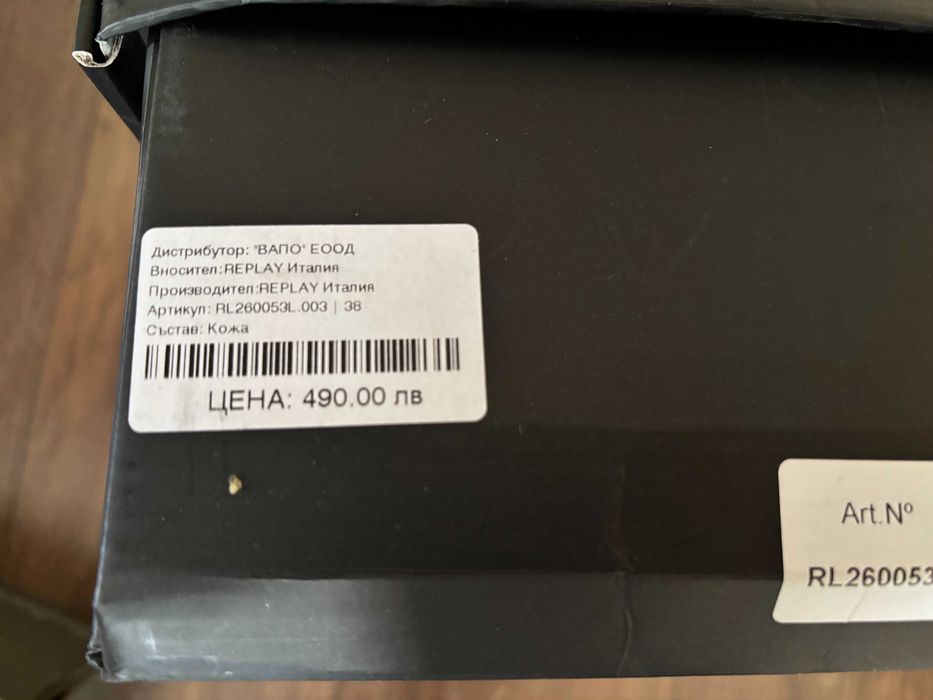 Дистрибутор: "ВАПО" ЕООД
Вносител:REPLAY Италия
Производител:REPLAY Италия
Артикул: RL260053L.003 | 38
Състав: Кожа
ЦЕНА: 490.00 лв
Art.Nº
RL260053